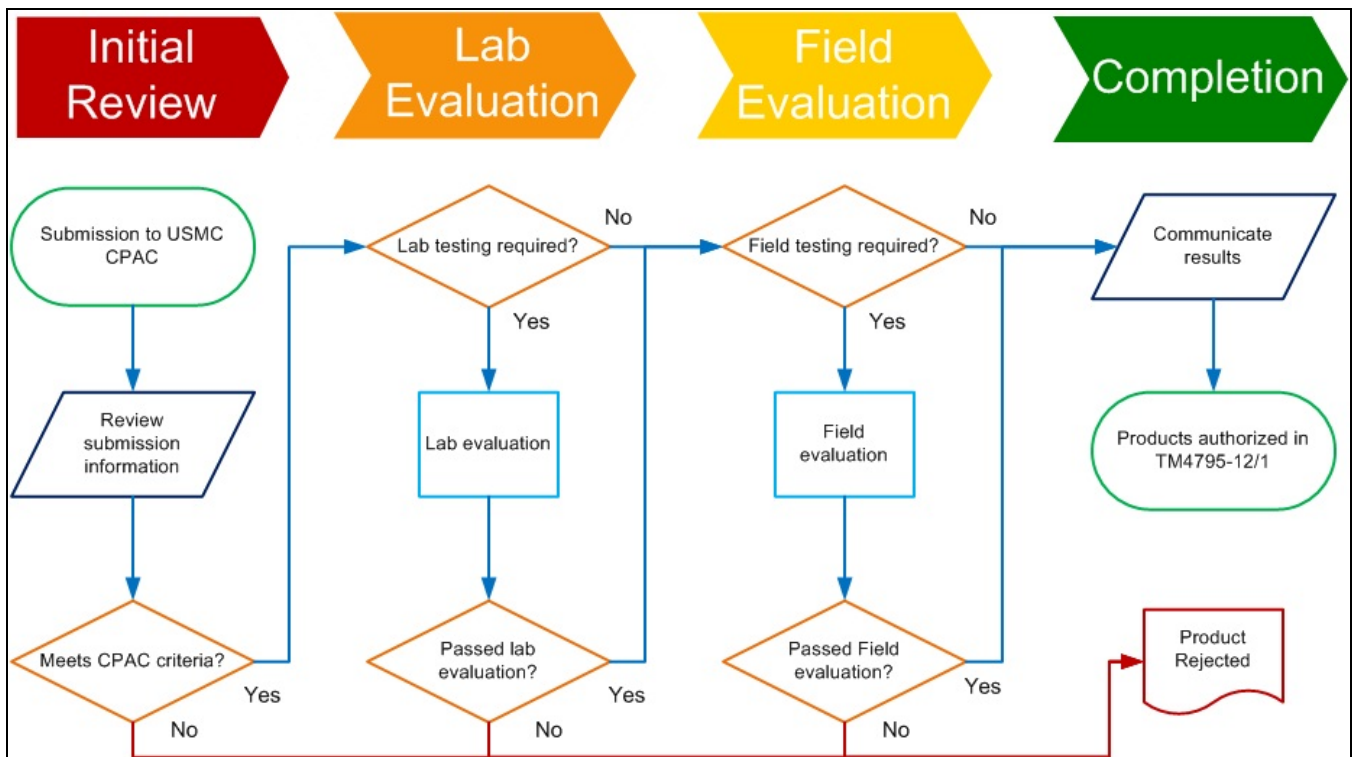 Initial
Review
Lab
Evaluation
Field
Evaluation
Completion
Submission to USMC
CPAC
Review
submission
information
Meets CPAC criteria?
Yes
No
Lab testing required?
No
Yes
Lab evaluation
Passed lab
evaluation?
Yes
No
Field testing required?
No
Yes
Field
evaluation
Passed Field
evaluation?
Yes
No
Communicate
results
Products authorized in
TM4795-12/1
Product
Rejected